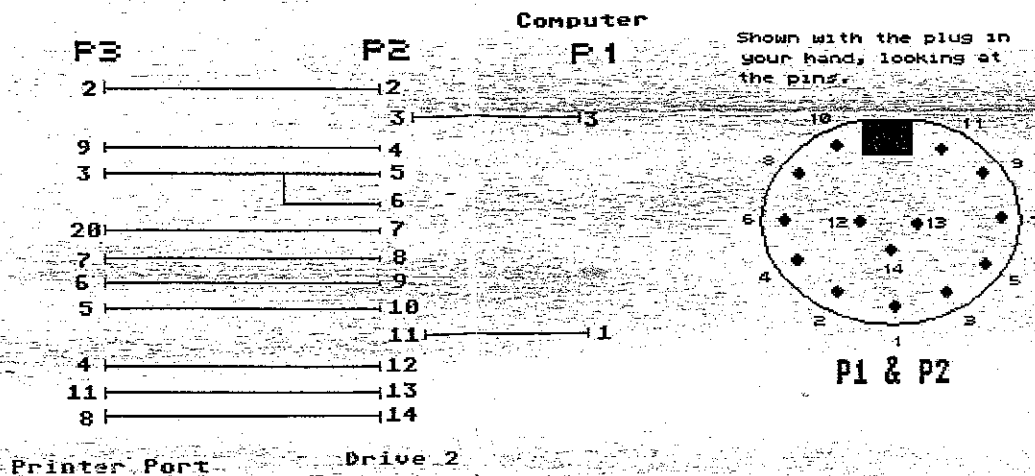 Computer
P3 P2 P1
Shown with the plug in
your hand, looking at
the pins.
2 2
3 3
9 4
3 5
6
20 7
7 8
6 9
5 10
11 1
4 12
11 13
8 14
10 11
8 9
6 12 13
14
4 5
2 3
1
P1 & P2
Printer Port
Drive 2